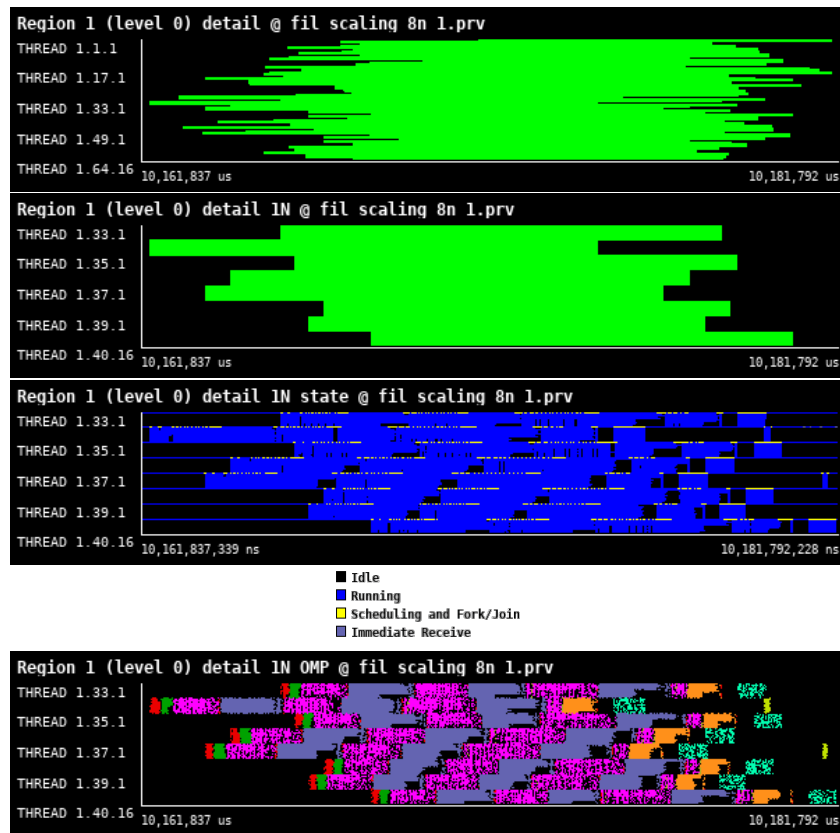 Region 1 (level 0) detail @ fil scaling 8n 1.prv
THREAD 1.1.1
THREAD 1.17.1
THREAD 1.33.1
THREAD 1.49.1
THREAD 1.64.16
10,161,837 us 10,181,792 us
Region 1 (level 0) detail 1N @ fil scaling 8n 1.prv
THREAD 1.33.1
THREAD 1.35.1
THREAD 1.37.1
THREAD 1.39.1
THREAD 1.40.16
10,161,837 us 10,181,792 us
Region 1 (level 0) detail 1N state @ fil scaling 8n 1.prv
THREAD 1.33.1
THREAD 1.35.1
THREAD 1.37.1
THREAD 1.39.1
THREAD 1.40.16
10,161,837,339 ns 10,181,792,228 ns
Idle
Running
Scheduling and Fork/Join
Immediate Receive
Region 1 (level 0) detail 1N OMP @ fil scaling 8n 1.prv
THREAD 1.33.1
THREAD 1.35.1
THREAD 1.37.1
THREAD 1.39.1
THREAD 1.40.16
10,161,837 us 10,181,792 us